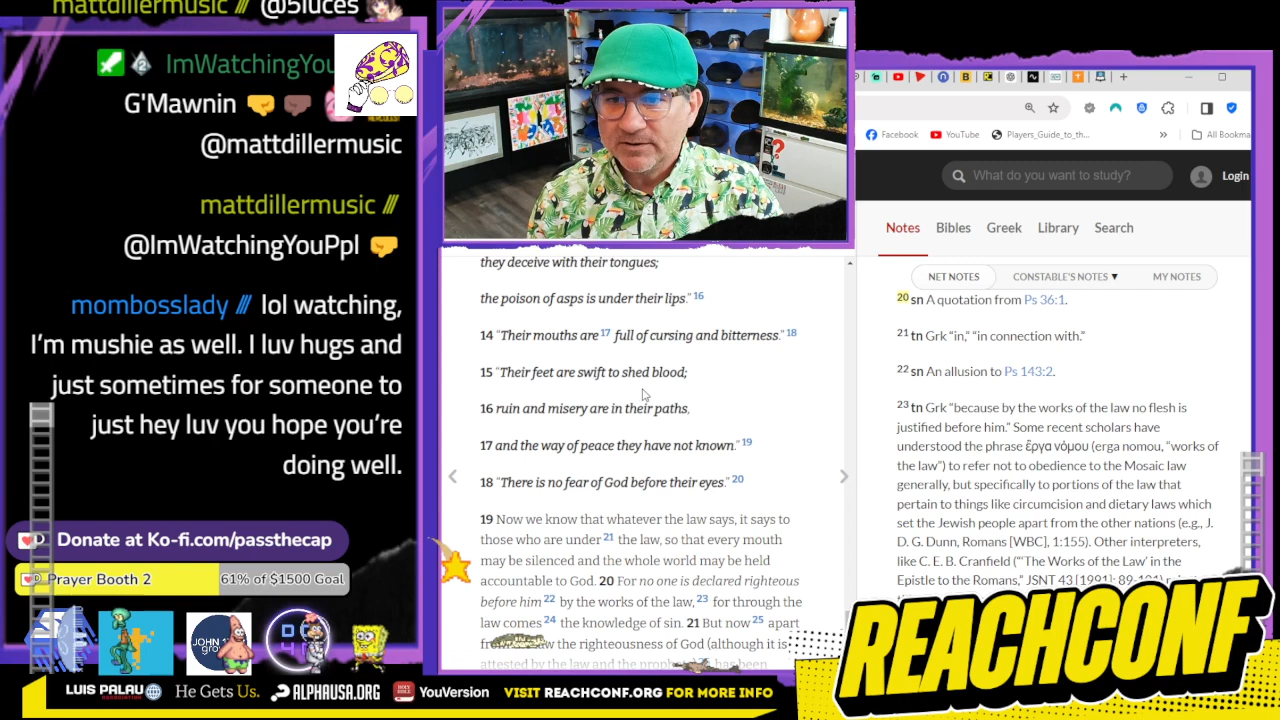 mattdillermusic /// @5luces
ImWatchingYou
G'Mawnin
@mattdillermusic
mattdillermusic ///
@ImWatchingYouPpl
mombosslady // lol watching,
I'm mushie as well. I luv hugs and
just sometimes for someone to
just hey luv you hope you're
doing well.
Donate at Ko-fi.com/passthecap
Prayer Booth 2
61% of $1500 Goal
they deceive with their tongues;
the poison of asps is under their lips." 16
14 "Their mouths are 17 full of cursing and bitterness." 18
15 "Their feet are swift to shed blood;
16 ruin and misery are in their paths,
17 and the way of peace they have not known." 19
18 "There is no fear of God before their eyes." 20
19 Now we know that whatever the law says, it says to
those who are under 21 the law, so that every mouth
may be silenced and the whole world may be held
accountable to God. 20 For no one is declared righteous
before him 22 by the works of the law, 23 for through the
law comes 24 the knowledge of sin. 21 But now 25 apart
the righteousness of God (although it is
attested by the law and the has been
Facebook
YouTube
Players_Guide_to_th...
»
All Bookma
What do you want to study?
Login
Notes
Bibles
Greek
Library
Search
NET NOTES
CONSTABLE'S NOTES ▼
MY NOTES
20 sn A quotation from Ps 36:1.
21 tn Grk "in," "in connection with."
22 sn An allusion to Ps 143:2.
23 tn Grk "because by the works of the law no flesh is
justified before him." Some recent scholars have
understood the phrase ἔργα νόμου (erga nomou, "works of
the law") to refer not to obedience to the Mosaic law
generally, but specifically to portions of the law that
pertain to things like circumcision and dietary laws which
set the Jewish people apart from the other nations (e.g., J.
D. G. Dunn, Romans [WBC], 1:155). Other interpreters,
like C. E. B. Cranfield ("'The Works of the Law' in the
Epistle to the Romans," JSNT 43 [1991]: 89-101)
REACHCONF
LUIS PALAU
He Gets Us.
ALPHAUSA.ORG
HOLY BIBLE
YouVersion
VISIT REACHCONF.ORG FOR MORE INFO